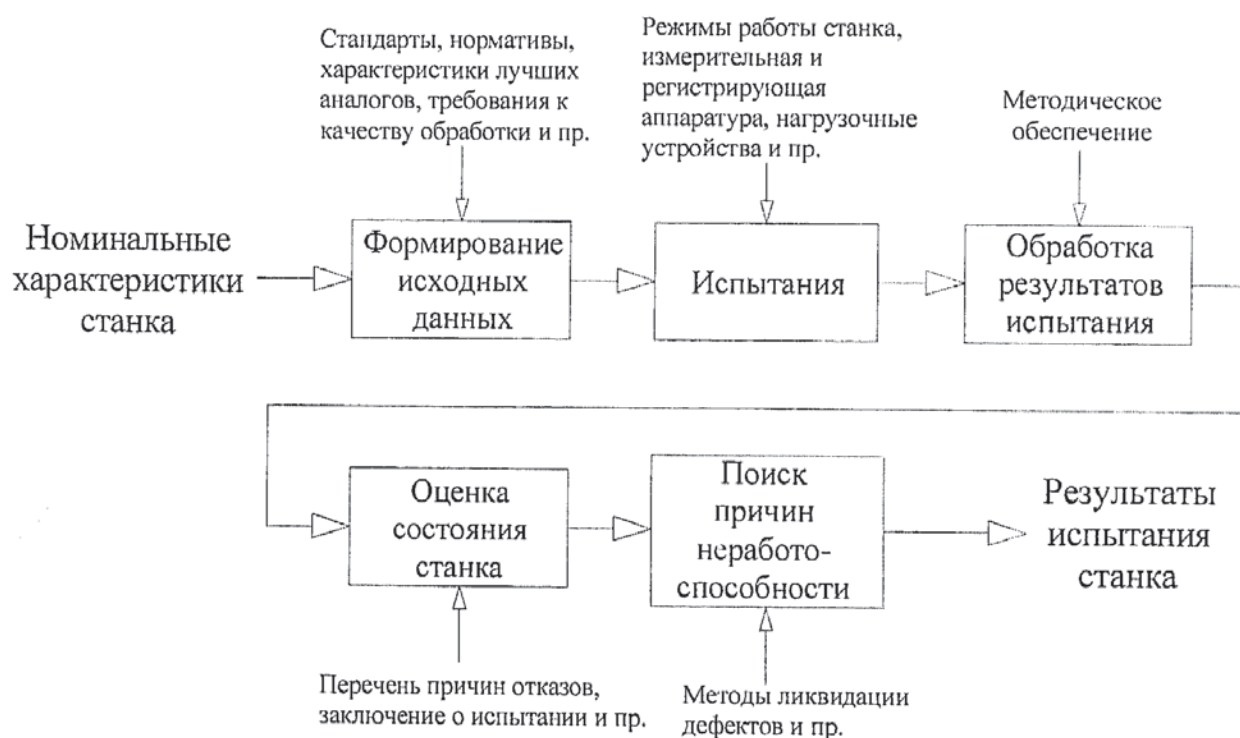 Стандарты, нормативы,
характеристики лучших
аналогов, требования к
качеству обработки и пр.
Режимы работы станка,
измерительная и
регистрирующая
аппаратура, нагрузочные
устройства и пр.
Методическое
обеспечение
Номинальные
характеристики
станка
Формирование
исходных
данных
Испытания
Обработка
результатов
испытания
Оценка
состояния
станка
Поиск
причин
неработо-
способности
Результаты
испытания
станка
Перечень причин отказов,
заключение о испытании и пр.
Методы ликвидации
дефектов и пр.